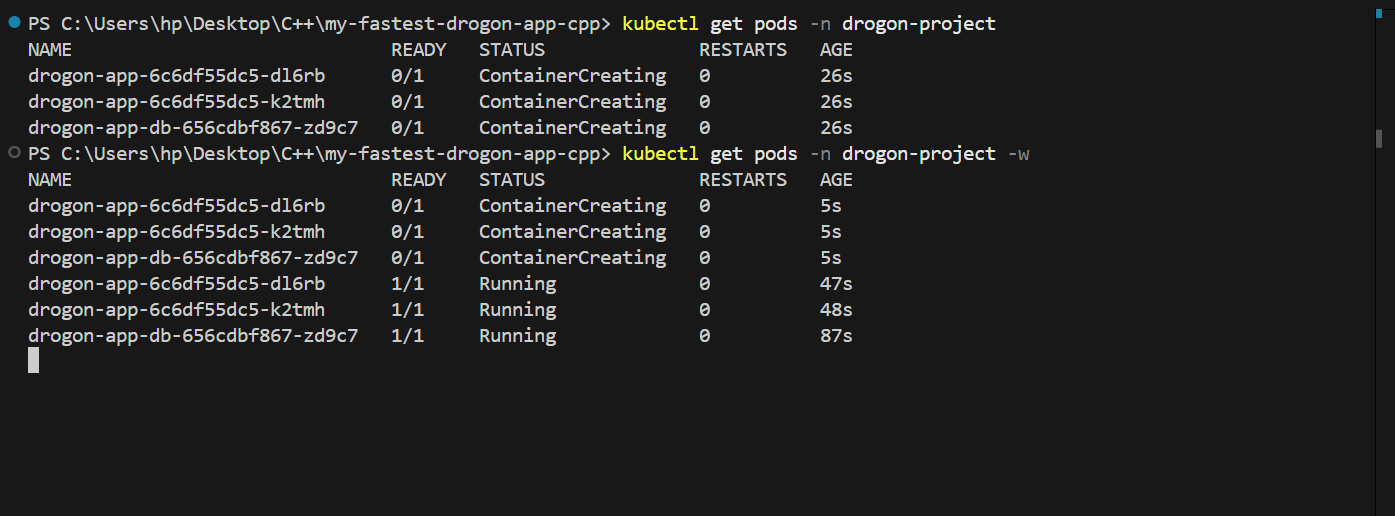 PS C:\Users\hp\Desktop\C++\my-fastest-drogon-app-cpp> kubectl get pods -n drogon-project
NAME READY STATUS RESTARTS AGE
drogon-app-6c6df55dc5-dl6rb 0/1 ContainerCreating 0 26s
drogon-app-6c6df55dc5-k2tmh 0/1 ContainerCreating 0 26s
drogon-app-db-656cdbf867-zd9c7 0/1 ContainerCreating 0 26s
PS C:\Users\hp\Desktop\C++\my-fastest-drogon-app-cpp> kubectl get pods -n drogon-project -w
NAME READY STATUS RESTARTS AGE
drogon-app-6c6df55dc5-dl6rb 0/1 ContainerCreating 0 5s
drogon-app-6c6df55dc5-k2tmh 0/1 ContainerCreating 0 5s
drogon-app-db-656cdbf867-zd9c7 0/1 ContainerCreating 0 5s
drogon-app-6c6df55dc5-dl6rb 1/1 Running 0 47s
drogon-app-6c6df55dc5-k2tmh 1/1 Running 0 48s
drogon-app-db-656cdbf867-zd9c7 1/1 Running 0 87s